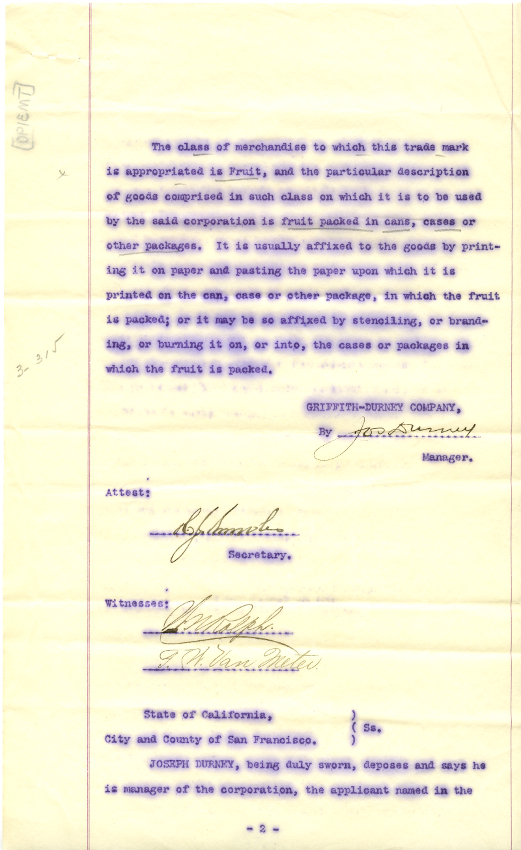 [ORIENT]
The class of merchandise to which this trade mark
is appropriated is Fruit, and the particular description
of goods comprised in such class on which it is to be used
by the said corporation is fruit packed in cans, cases or
other packages. It is usually affixed to the goods by print-
ing it on paper and pasting the paper upon which it is
printed on the can, case or other package, in which the fruit
is packed; or it may be so affixed by stenciling, or brand-
ing, or burning it on, or into, the cases or packages in
which the fruit is packed.
3-315
GRIFFITH-DURNEY COMPANY,
By Jos Durney
Manager.
Attest:
Secretary.
Witnesses:
Wm Ralph.
G. W. Van Meter
State of California, )
( Ss.
City and County of San Francisco. )
JOSEPH DURNEY, being duly sworn, deposes and says he
is manager of the corporation, the applicant named in the
- 2 -